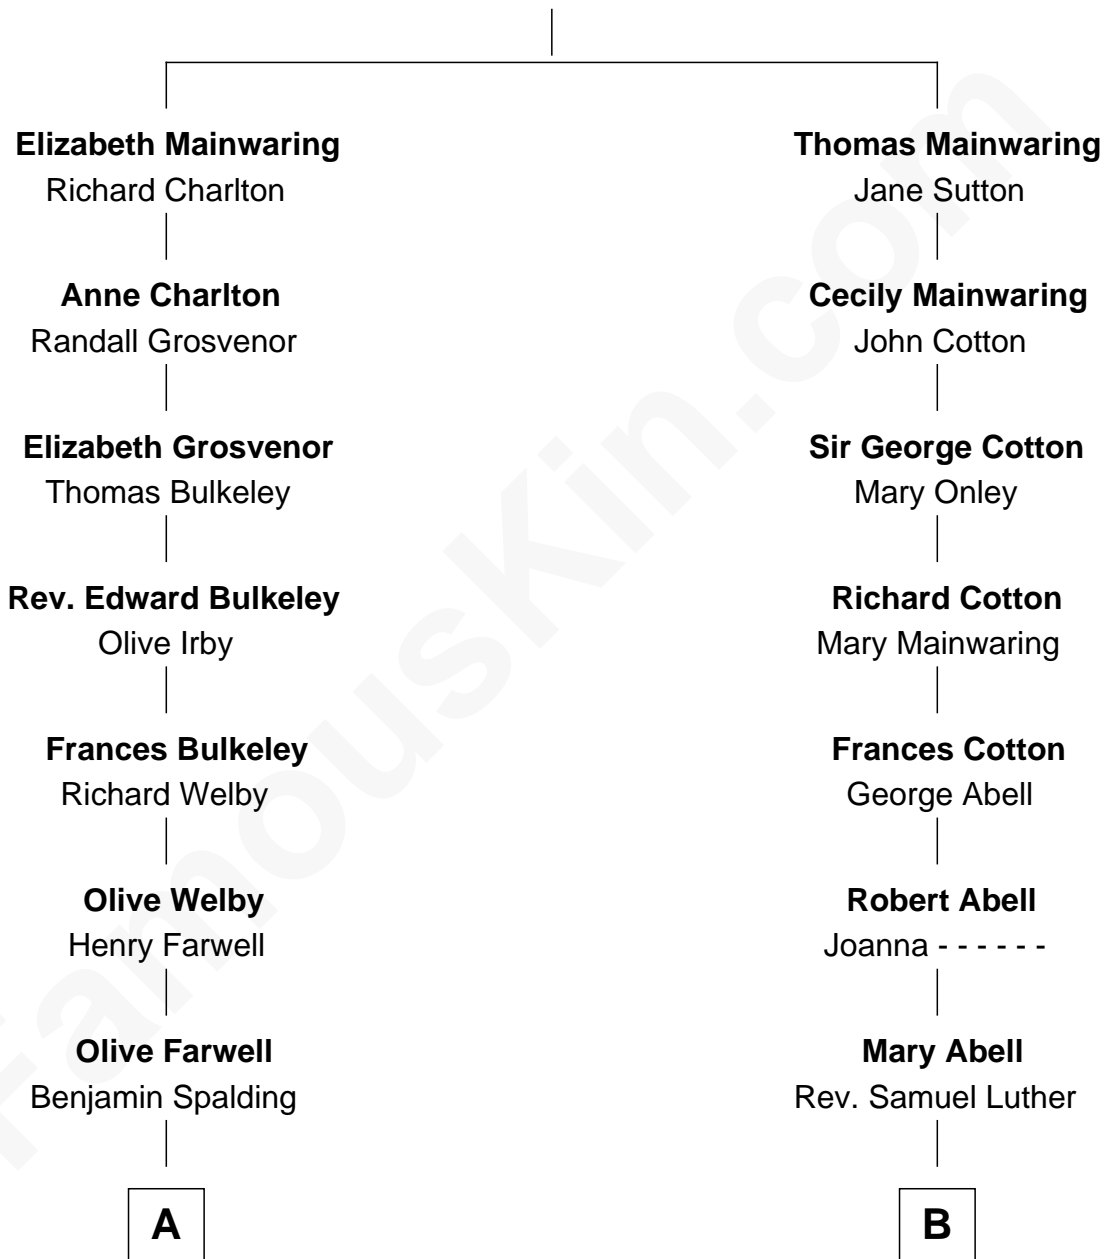 Elizabeth Mainwaring
Richard Charlton
Anne Charlton
Randall Grosvenor
Elizabeth Grosvenor
Thomas Bulkeley
Rev. Edward Bulkeley
Olive Irby
Frances Bulkeley
Richard Welby
Olive Welby
Henry Farwell
Olive Farwell
Benjamin Spalding
A
Thomas Mainwaring
Jane Sutton
Cecily Mainwaring
John Cotton
Sir George Cotton
Mary Onley
Richard Cotton
Mary Mainwaring
Frances Cotton
George Abell
Robert Abell
Joanna - - - - - -
Mary Abell
Rev. Samuel Luther
B
FamousKin.com